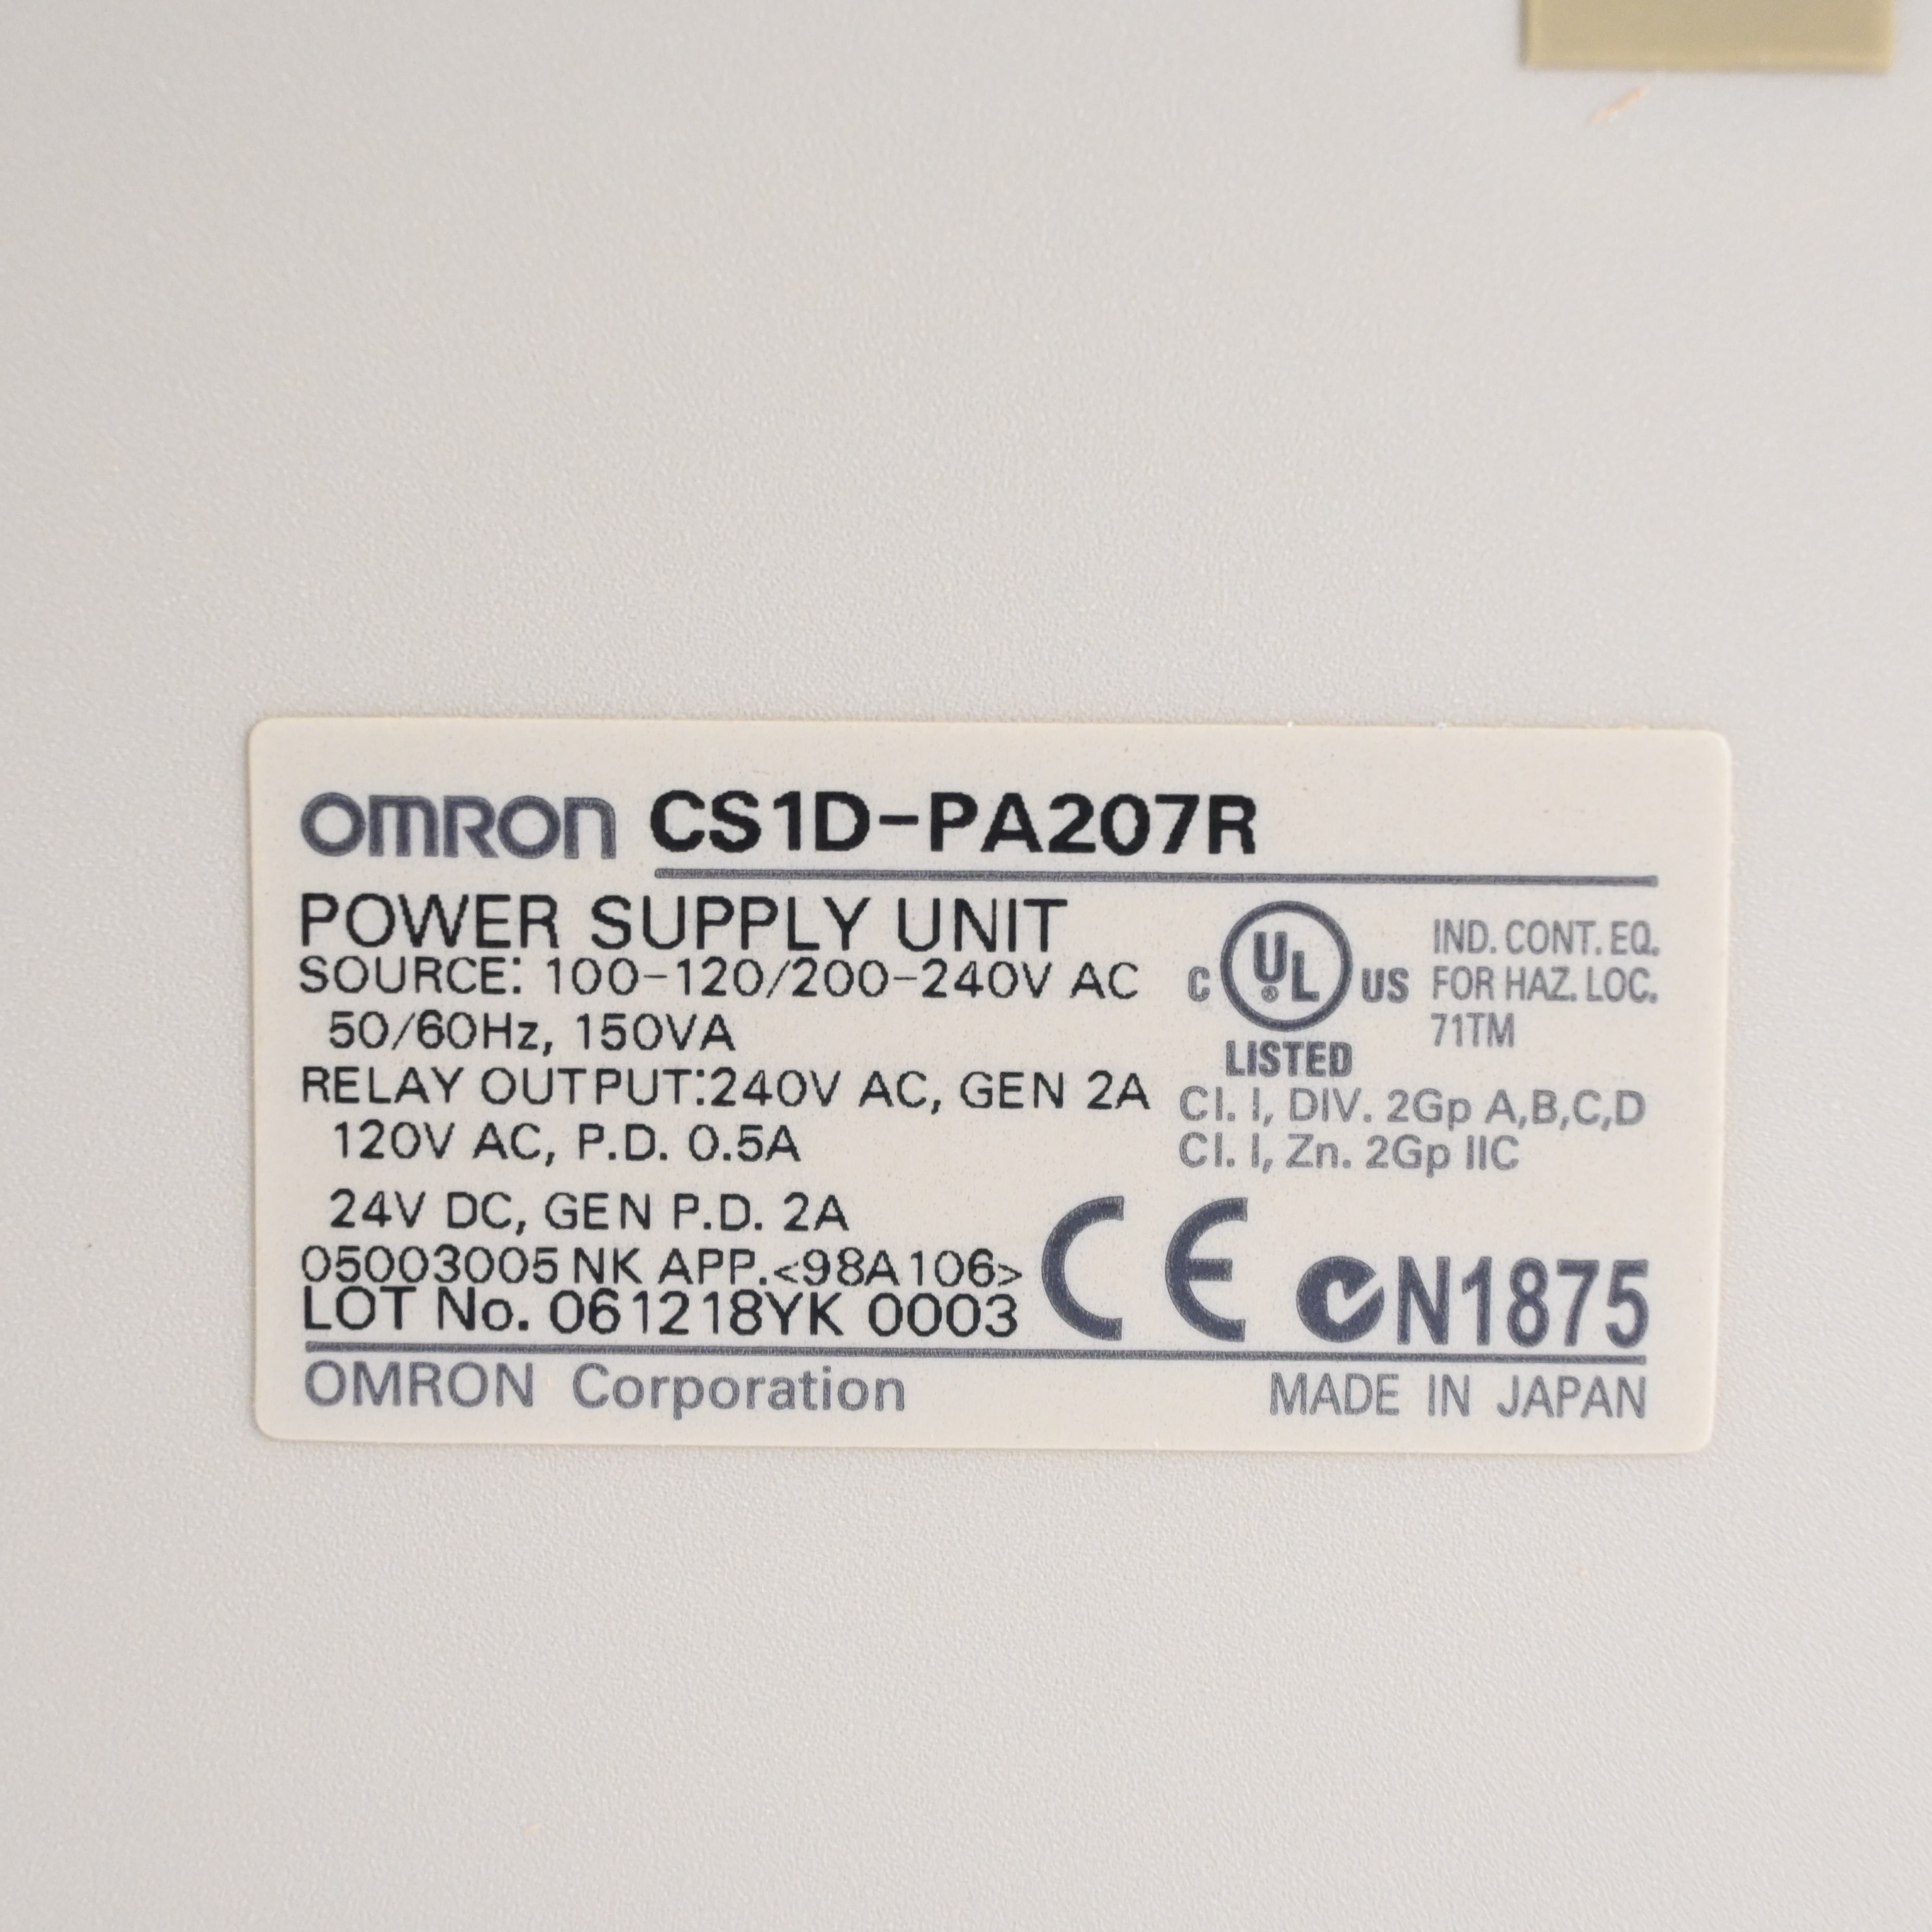 OMRON CS1D-PA207R
POWER SUPPLY UNIT
SOURCE: 100-120/200-240V AC
50/60Hz, 150VA
RELAY OUTPUT:240V AC, GEN 2A
120V AC, P.D. 0.5A
24V DC, GEN P.D. 2A
05003005 NK APP.<98A106>
LOT No. 061218YK 0003
C UL US
LISTED
IND. CONT. EQ.
FOR HAZ. LOC.
71TM
Cl. I, DIV. 2Gp A,B,C,D
Cl. I, Zn. 2Gp IIC
CE
N1875
OMRON Corporation
MADE IN JAPAN